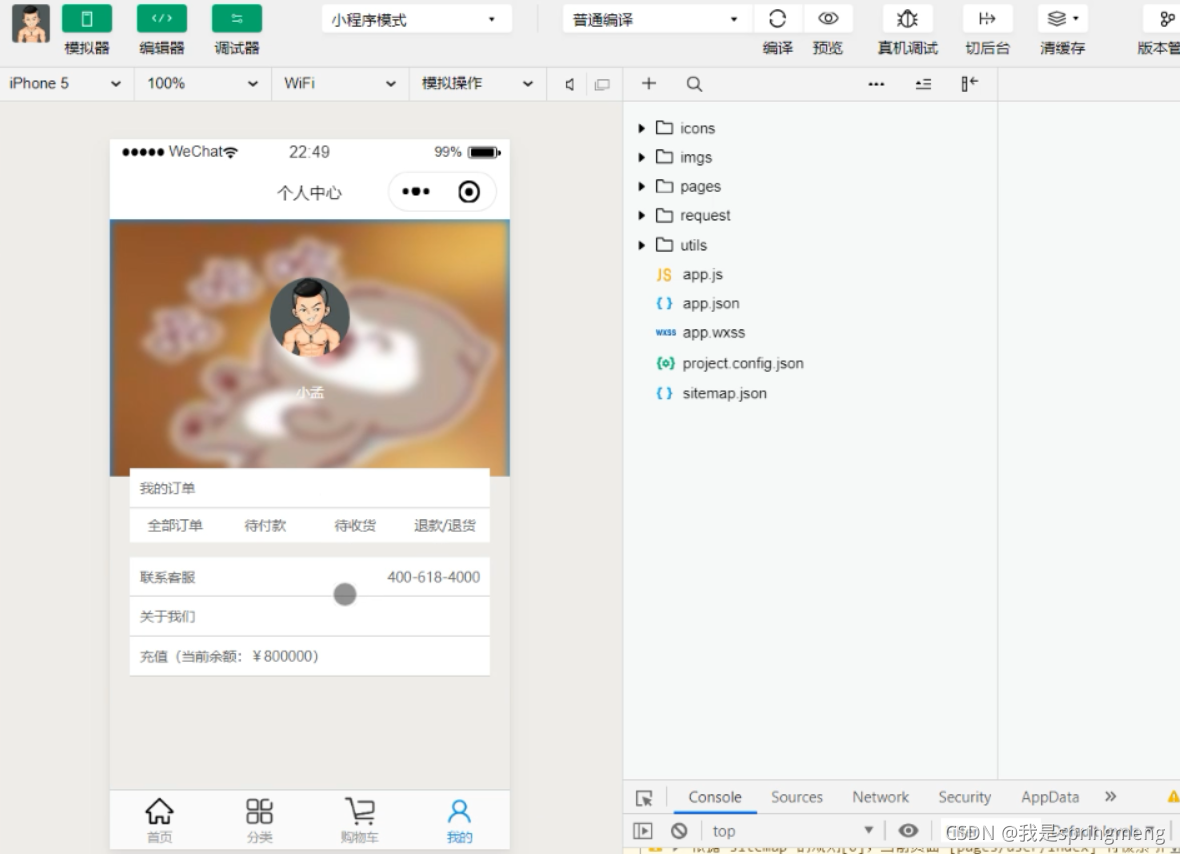 小程序模式
普通编译
模拟器 编辑器 调试器
编译 预览 真机调试 切后台 清缓存 版本管
iPhone 5 100% WiFi 模拟操作
WeChat 22:49 99%
个人中心
小孟
我的订单
全部订单 待付款 待收货 退款/退货
联系客服 400-618-4000
关于我们
充值（当前余额：￥800000）
首页 分类 购物车 我的
icons
imgs
pages
request
utils
JS app.js
{ } app.json
wxss app.wxss
project.config.json
{ } sitemap.json
Console Sources Network Security AppData
top
CSDN @我是springmeng